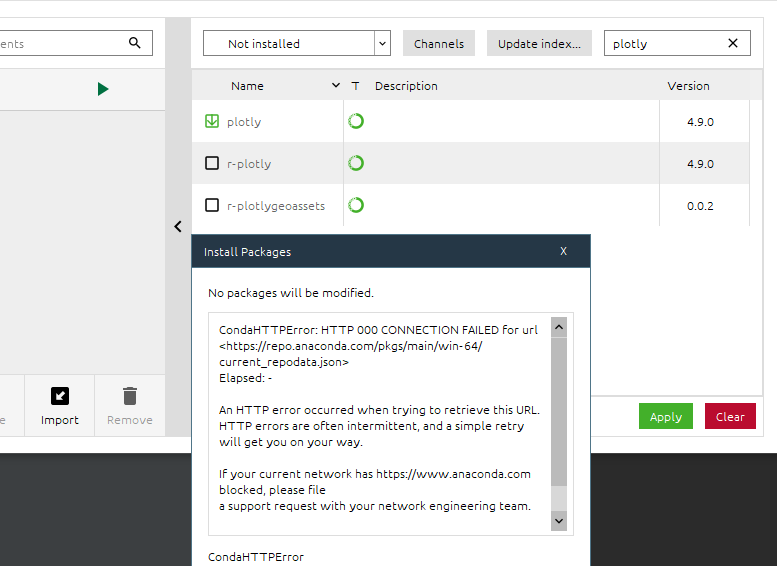 ents
Not installed
Channels
Update index...
plotly
Name T Description Version
plotly 4.9.0
r-plotly 4.9.0
r-plotlygeoassets 0.0.2
Install Packages X
No packages will be modified.
CondaHTTPError: HTTP 000 CONNECTION FAILED for url
<https://repo.anaconda.com/pkgs/main/win-64/
current_repodata.json>
Elapsed: -
An HTTP error occurred when trying to retrieve this URL.
HTTP errors are often intermittent, and a simple retry
will get you on your way.
If your current network has https://www.anaconda.com
blocked, please file
a support request with your network engineering team.
CondaHTTPError
e
Import
Remove
Apply
Clear